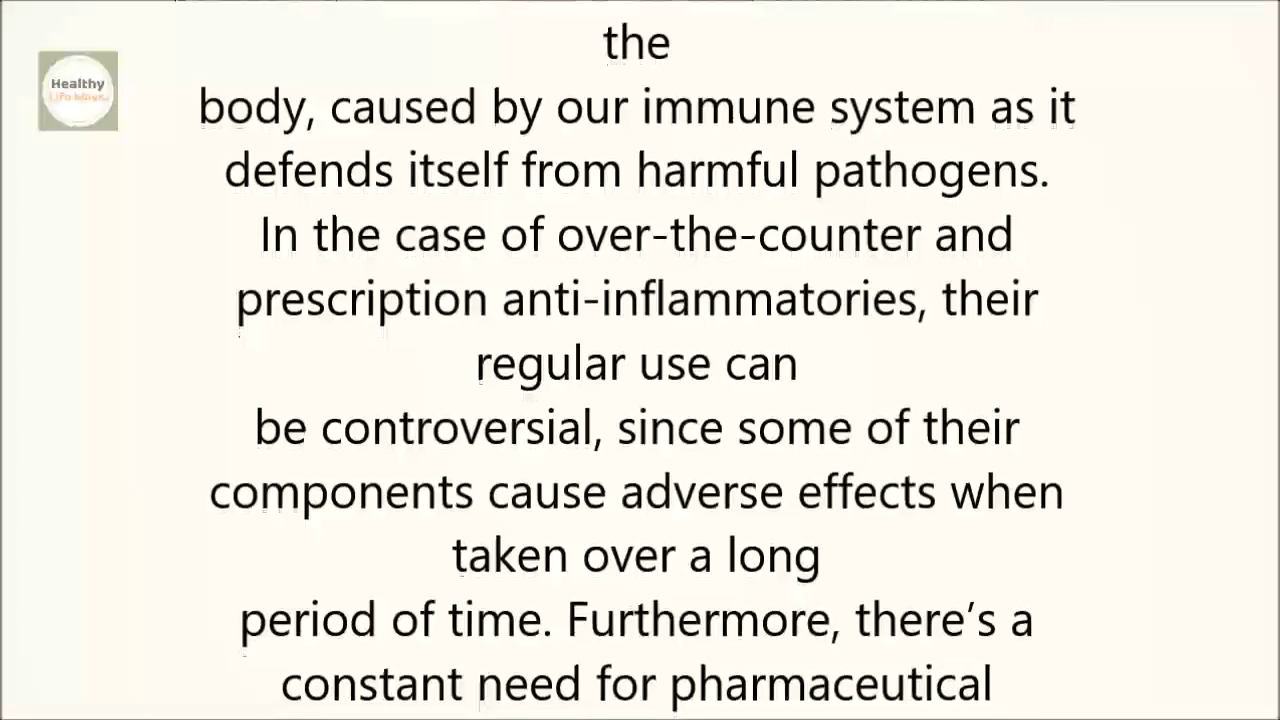 the
Healthy
body, caused by our immune system as it
defends itself from harmful pathogens.
In the case of over-the-counter and
prescription anti-inflammatories, their
regular use can
be controversial, since some of their
components cause adverse effects when
taken over a long
period of time. Furthermore, there’s a
constant need for pharmaceutical